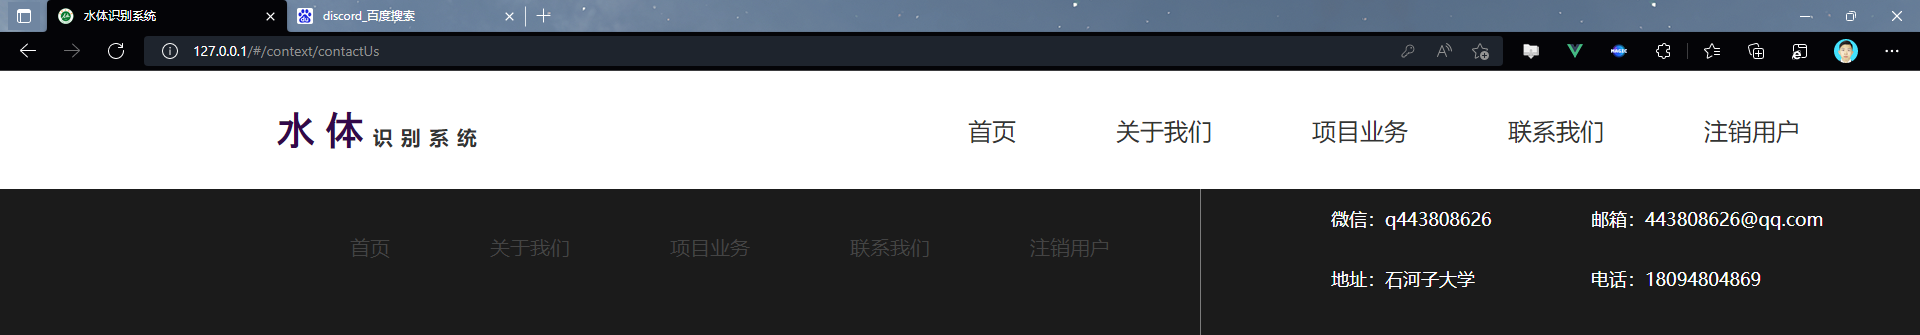 水体识别系统
discord_百度搜索
127.0.0.1/#/context/contactUs
水 体 识 别 系 统
首页 关于我们 项目业务 联系我们 注销用户
首页 关于我们 项目业务 联系我们 注销用户
微信：q443808626 邮箱：443808626@qq.com
地址：石河子大学 电话：18094804869